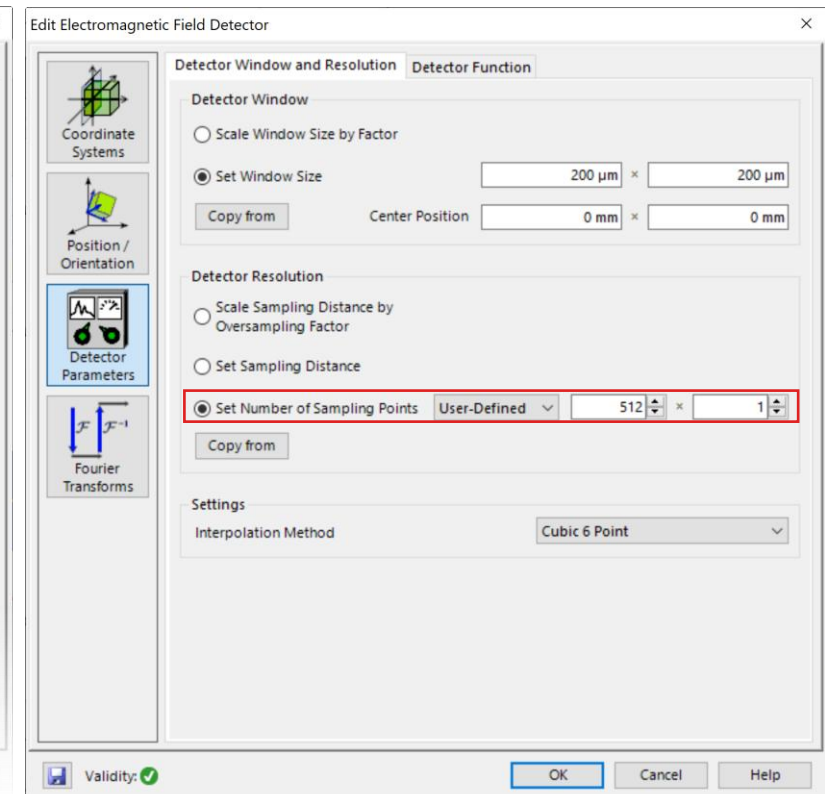 Edit Electromagnetic Field Detector
Coordinate
Systems
Position /
Orientation
Detector
Parameters
ℱ ℱ⁻¹
Fourier
Transforms
Detector Window and Resolution Detector Function
Detector Window
Scale Window Size by Factor
Set Window Size 200 µm × 200 µm
Copy from Center Position 0 mm × 0 mm
Detector Resolution
Scale Sampling Distance by
Oversampling Factor
Set Sampling Distance
Set Number of Sampling Points User-Defined 512 × 1
Copy from
Settings
Interpolation Method Cubic 6 Point
Validity: OK Cancel Help